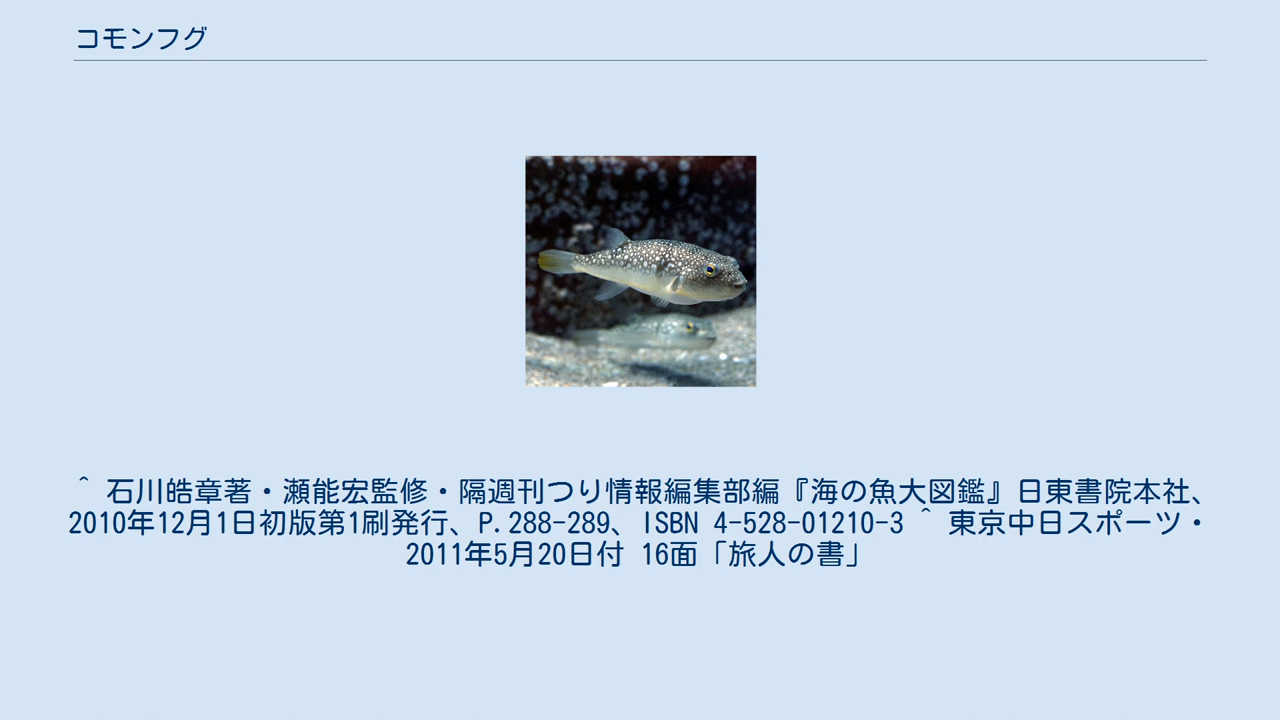 コモンフグ
^ 石川皓章著・瀬能宏監修・隔週刊つり情報編集部編『海の魚大図鑑』日東書院本社、
2010年12月1日初版第1刷発行、P.288-289、ISBN 4-528-01210-3 ^ 東京中日スポーツ・
2011年5月20日付 16面「旅人の書」